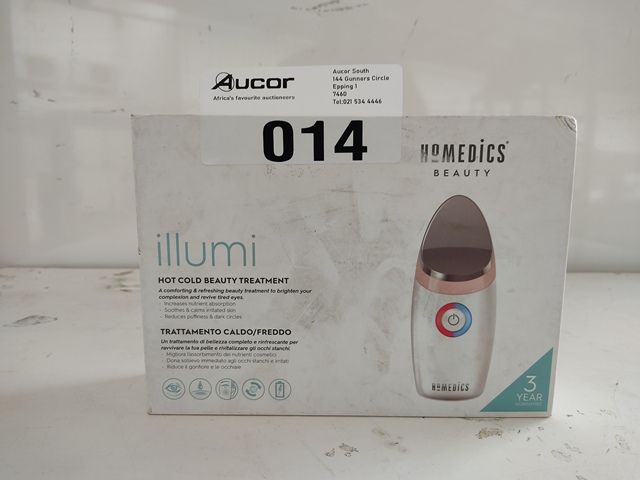 Aucor
Africa's favourite auctioneers
Aucor South
144 Gunners Circle
Epping 1
7460
Tel:021 534 4446
014
HOMEDICS
BEAUTY
illumi
HOT COLD BEAUTY TREATMENT
A comforting & refreshing beauty treatment to brighten your
complexion and revive tired eyes.
- Increases nutrient absorption
- Soothes & calms irritated skin
- Reduces puffiness & dark circles
TRATTAMENTO CALDO/FREDDO
Un trattamento di bellezza completo e rinfrescante per
ravvivare la tua pelle e rivitalizzare gli occhi stanchi.
- Migliora l'assorbimento dei nutrienti cosmetici
- Dona sollievo immediato agli occhi stanchi e irritati
- Riduce il gonfiore e le occhiaie
HOMEDICS
3
YEAR
GUARANTEE